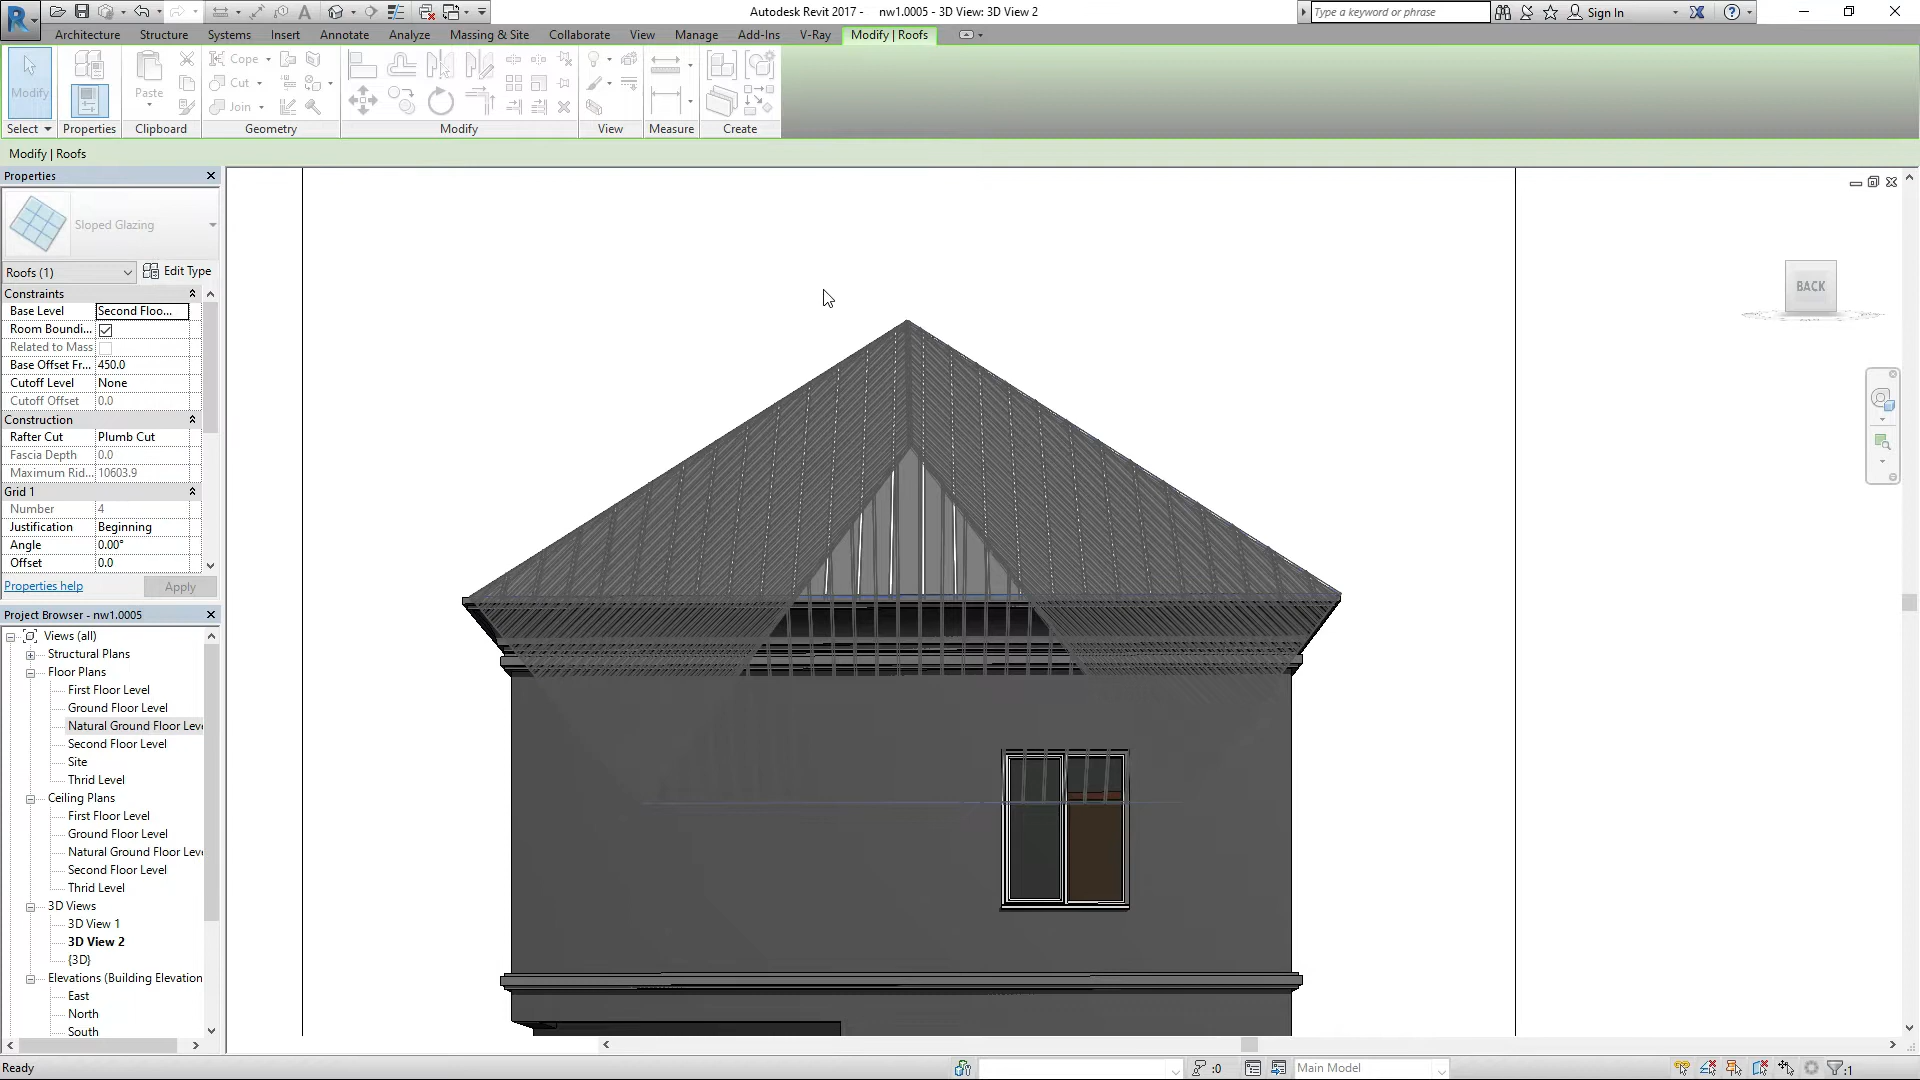 Autodesk Revit 2017 - nw1.0005 - 3D View: 3D View 2
Type a keyword or phrase
Sign In
Architecture Structure Systems Insert Annotate Analyze Massing & Site Collaborate View Manage Add-Ins V-Ray Modify | Roofs
Modify
Paste
Cope
Cut
Join
Select Properties Clipboard Geometry Modify View Measure Create
Modify | Roofs
Properties
Sloped Glazing
Roofs (1) Edit Type
Constraints
Base Level Second Floo...
Room Boundi...
Related to Mass
Base Offset Fr... 450.0
Cutoff Level None
Cutoff Offset 0.0
Construction
Rafter Cut Plumb Cut
Fascia Depth 0.0
Maximum Rid... 10603.9
Grid 1
Number 4
Justification Beginning
Angle 0.00°
Offset 0.0
Properties help Apply
Project Browser - nw1.0005
Views (all)
Structural Plans
Floor Plans
First Floor Level
Ground Floor Level
Natural Ground Floor Leve
Second Floor Level
Site
Thrid Level
Ceiling Plans
First Floor Level
Ground Floor Level
Natural Ground Floor Leve
Second Floor Level
Thrid Level
3D Views
3D View 1
3D View 2
{3D}
Elevations (Building Elevation
East
North
South
BACK
Ready
:0
Main Model
:1